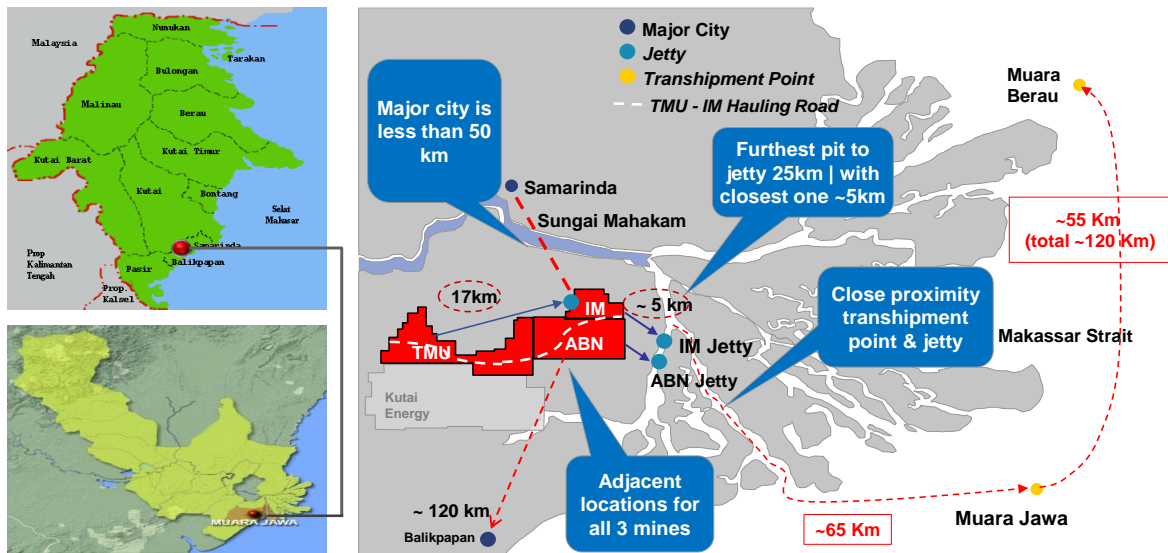 Malaysia
Nunukan
Tarakan
Bulongan
Malinau
Berau
Kutai Timur
Kutai Barat
Kutai
Bontang
Selat
Makasar
Samarinda
Balikpapan
Prop
Kalimantan
Tengah
Pasir
Prop.
Kalsel
MUARA JAWA
Major City
Jetty
Transhipment Point
TMU - IM Hauling Road
Major city is
less than 50
km
Furthest pit to
jetty 25km | with
closest one ~5km
Muara
Berau
Samarinda
Sungai Mahakam
~55 Km
(total ~120 Km)
17km
IM
~ 5 km
Close proximity
transhipment
point & jetty
Makassar Strait
TMU
ABN
IM Jetty
ABN Jetty
Kutai
Energy
Adjacent
locations for
all 3 mines
~ 120 km
Balikpapan
~65 Km
Muara Jawa